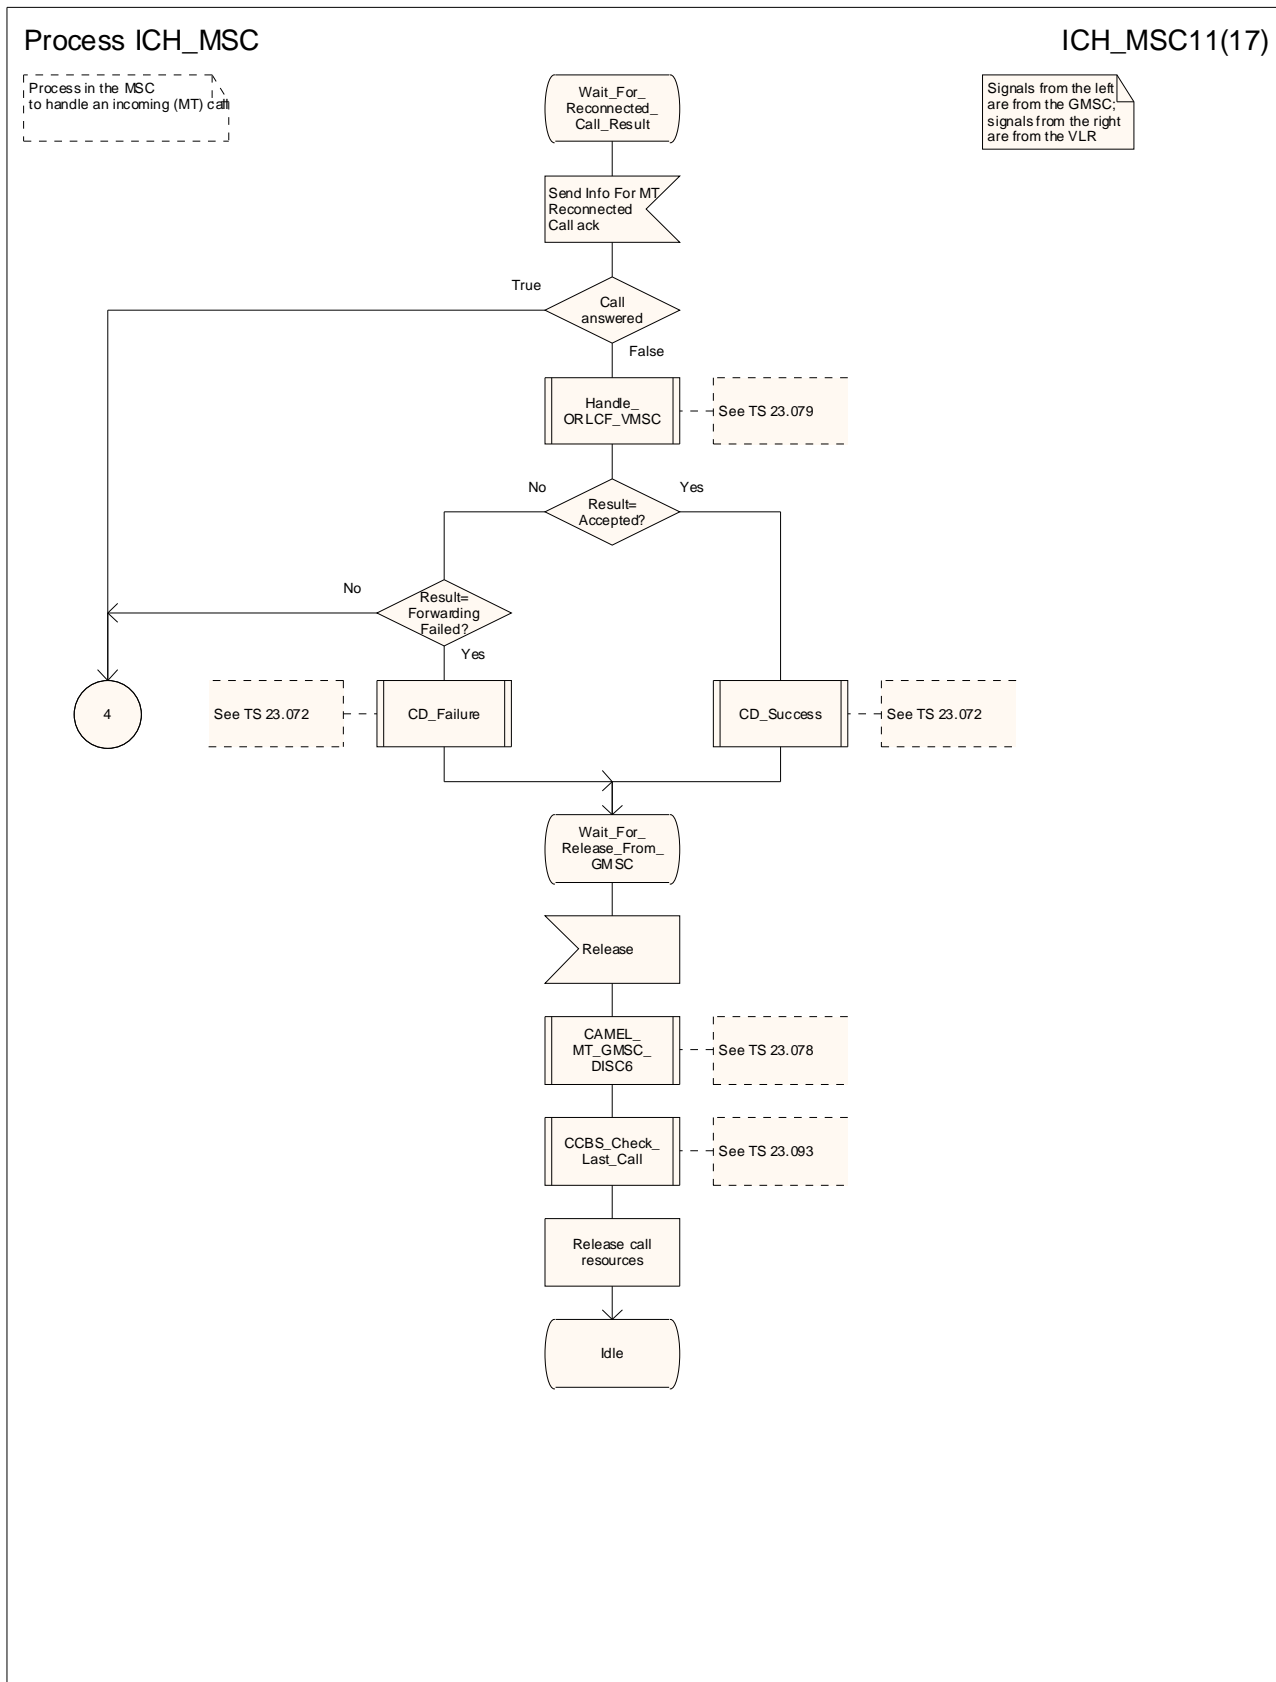 Process ICH_MSC
ICH_MSC11(17)
Process in the MSC
to handle an incoming (MT) call
Wait_For_
Reconnected_
Call_Result
Signals from the left
are from the GMSC;
signals from the right
are from the VLR
Send Info For MT
Reconnected
Call ack
True
Call
answered
False
Handle_
ORLCF_VMSC
See TS 23.079
No
Yes
Result=
Accepted?
No
Result=
Forwarding
Failed?
Yes
4
See TS 23.072
CD_Failure
CD_Success
See TS 23.072
Wait_For_
Release_From_
GMSC
Release
CAMEL_
MT_GMSC_
DISC6
See TS 23.078
CCBS_Check_
Last_Call
See TS 23.093
Release call
resources
Idle